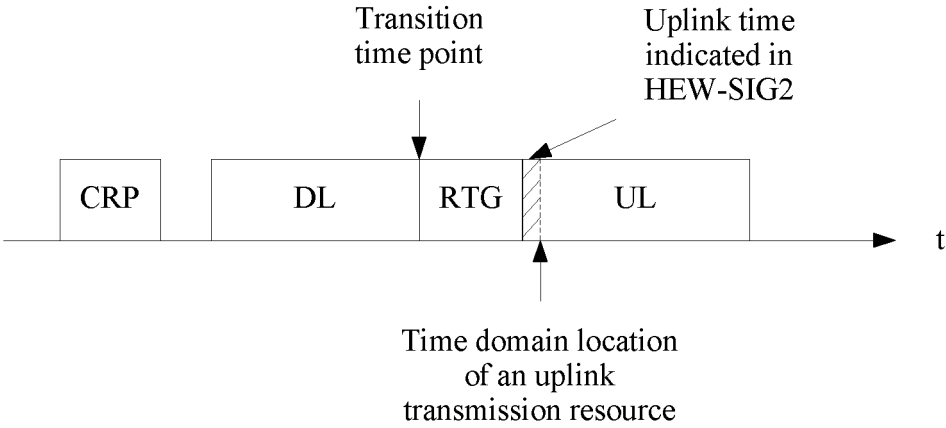 Transition
time point
Uplink time
indicated in
HEW-SIG2
CRP
DL
RTG
UL
t
Time domain location
of an uplink
transmission resource